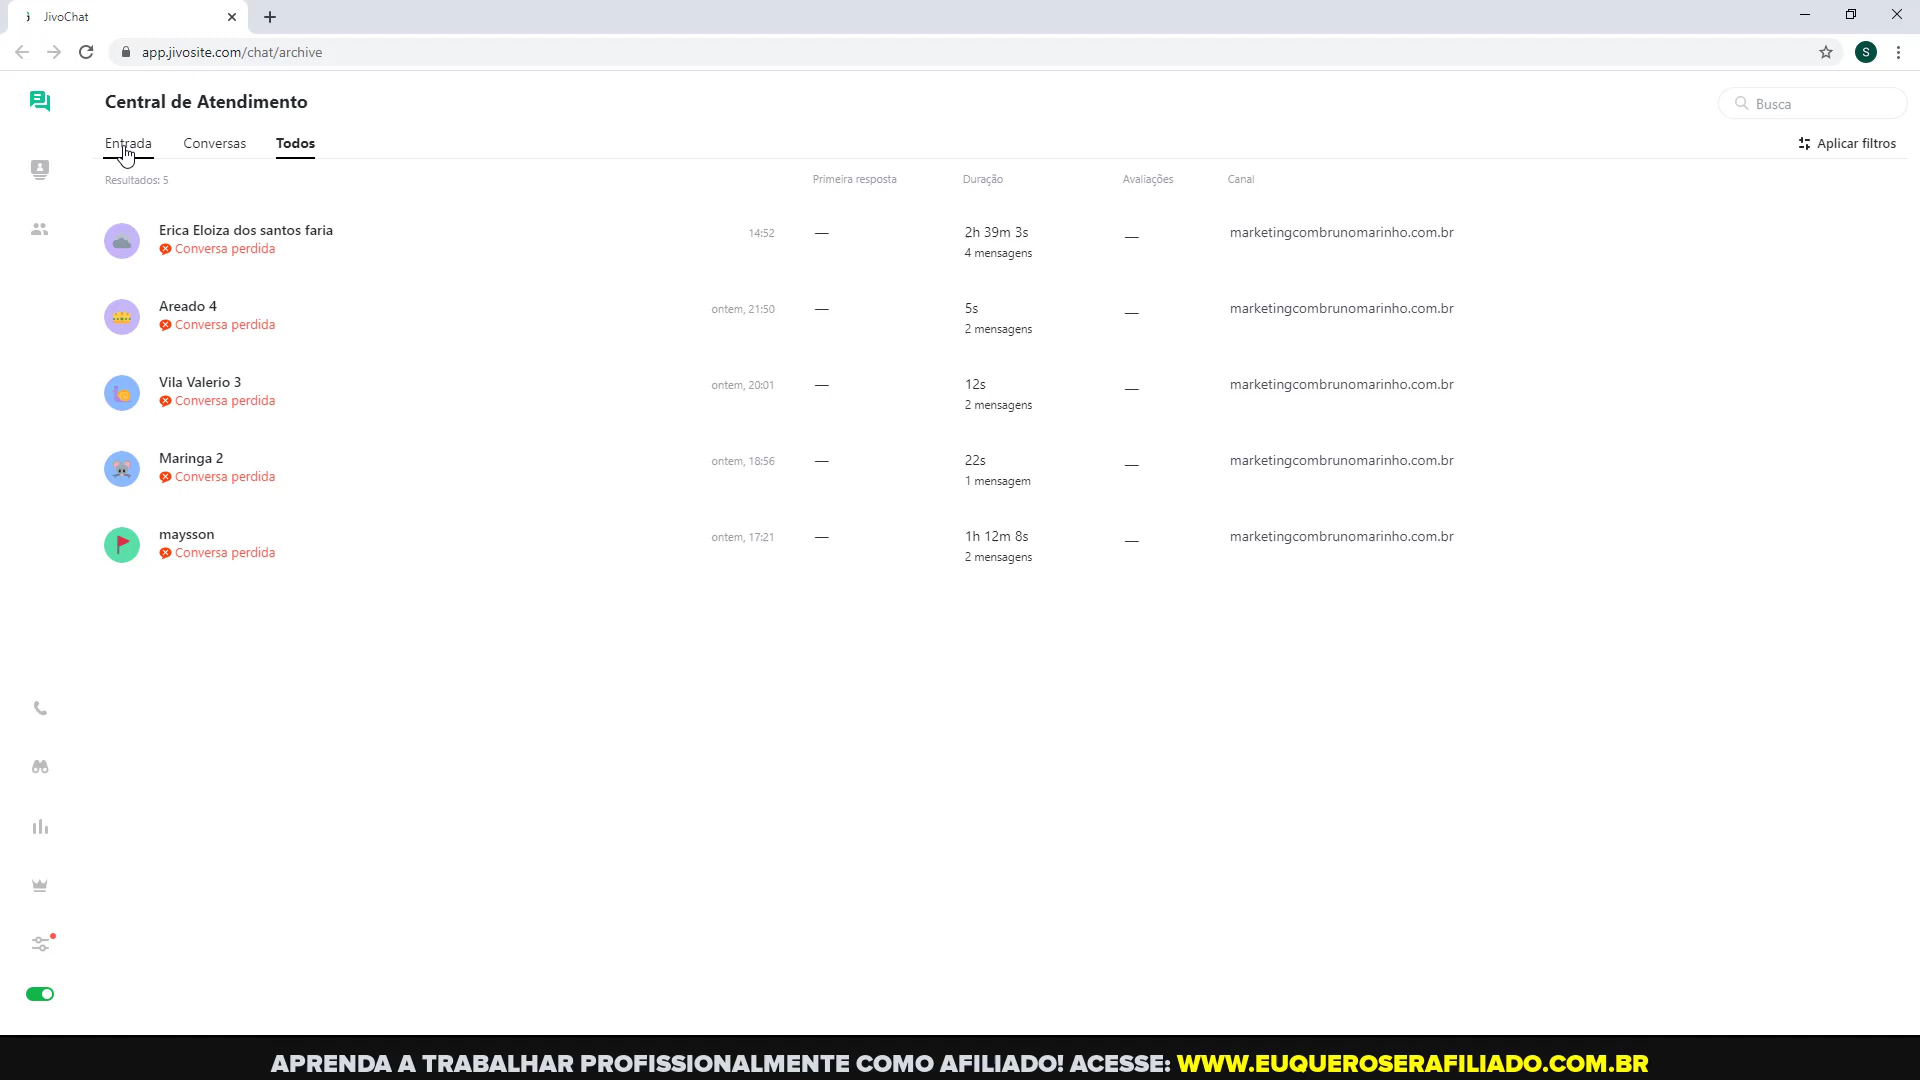 JivoChat
app.jivosite.com/chat/archive
S
Central de Atendimento
Busca
Entrada
Conversas
Todos
Aplicar filtros
Resultados: 5
Primeira resposta
Duração
Avaliações
Canal
Erica Eloiza dos santos faria
Conversa perdida
14:52
—
2h 39m 3s
4 mensagens
—
marketingcombrunomarinho.com.br
Areado 4
Conversa perdida
ontem, 21:50
—
5s
2 mensagens
—
marketingcombrunomarinho.com.br
Vila Valerio 3
Conversa perdida
ontem, 20:01
—
12s
2 mensagens
—
marketingcombrunomarinho.com.br
Maringa 2
Conversa perdida
ontem, 18:56
—
22s
1 mensagem
—
marketingcombrunomarinho.com.br
maysson
Conversa perdida
ontem, 17:21
—
1h 12m 8s
2 mensagens
—
marketingcombrunomarinho.com.br
APRENDA A TRABALHAR PROFISSIONALMENTE COMO AFILIADO! ACESSE: WWW.EUQUEROSERAFILIADO.COM.BR